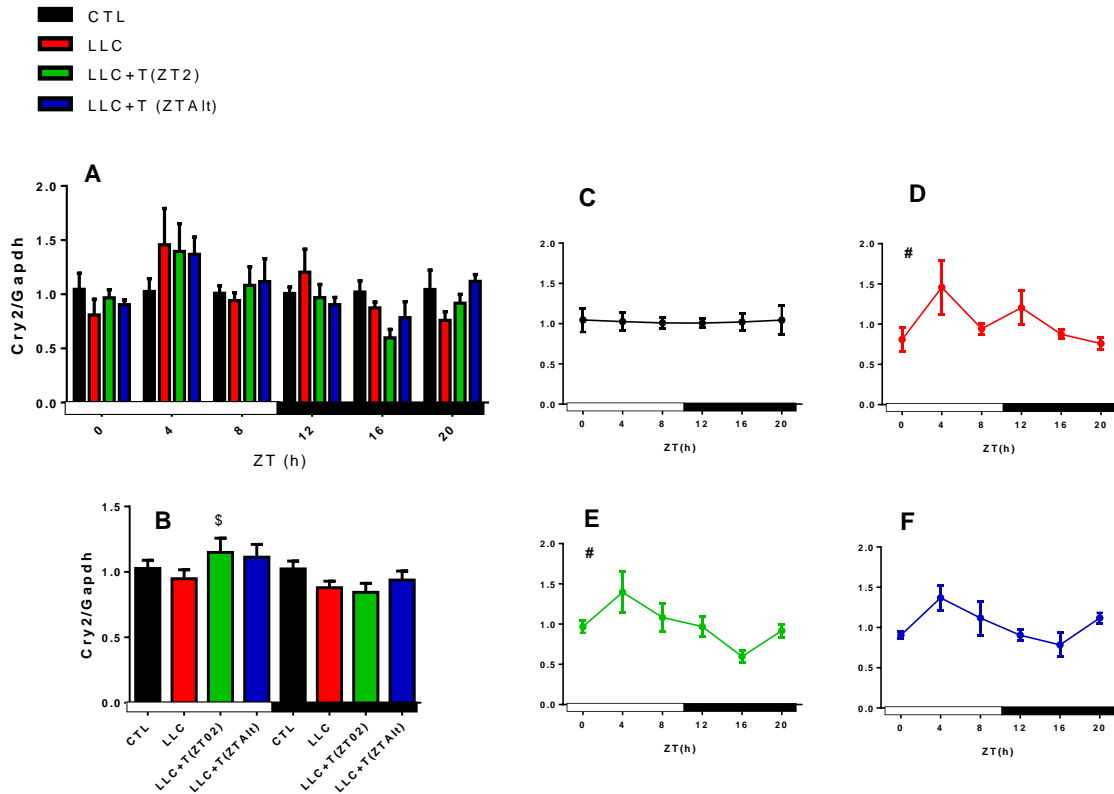 CTL
LLC
LLC+T(ZT2)
LLC+T (ZTAlt)
A
2.0
1.5
1.0
0.5
0.0
Cry2/Gapdh
0 4 8 12 16 20
ZT (h)
B
$
1.5
1.0
0.5
0.0
Cry2/Gapdh
CTL
LLC
LLC+T(ZT02)
LLC+T(ZTAlt)
CTL
LLC
LLC+T(ZT02)
LLC+T(ZTAlt)
C
2.0
1.5
1.0
0.5
0.0
0 4 8 12 16 20
ZT(h)
D
#
2.0
1.5
1.0
0.5
0.0
0 4 8 12 16 20
ZT(h)
E
#
2.0
1.5
1.0
0.5
0.0
0 4 8 12 16 20
ZT(h)
F
2.0
1.5
1.0
0.5
0.0
0 4 8 12 16 20
ZT(h)